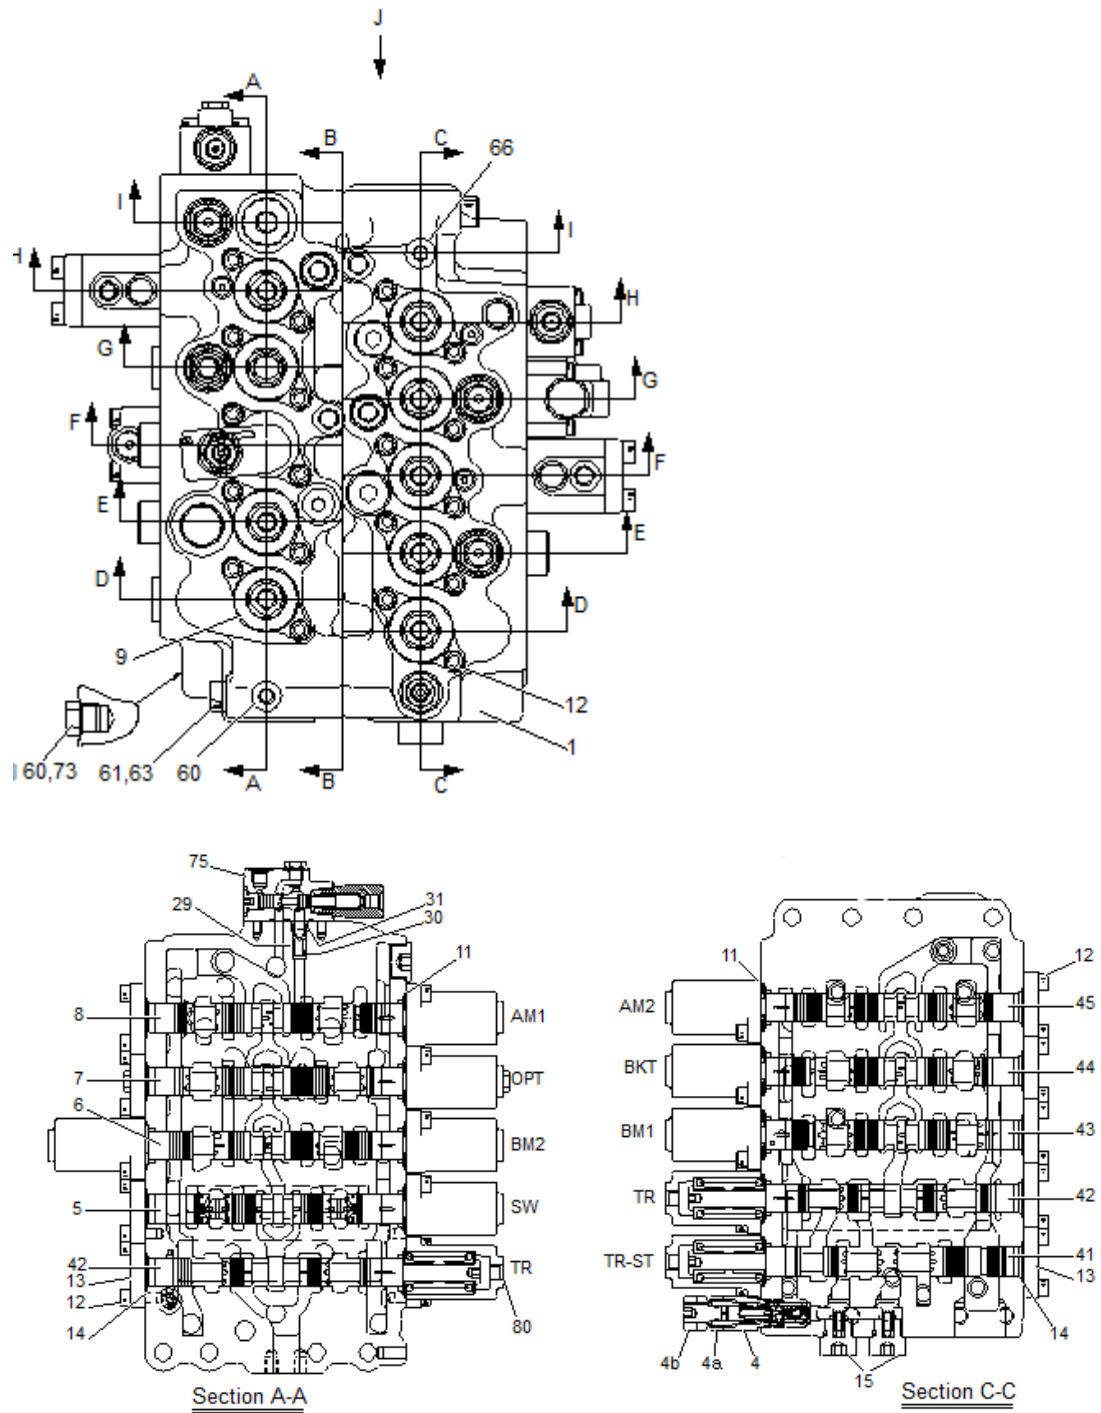 J
A
B
C
66
I
I
H
H
G
G
F
F
E
E
D
D
9
12
1
60,73
61,63
60
A
B
C
75
29
31
30
11
8
AM1
7
OPT
6
BM2
5
SW
42
TR
13
12
14
80
Section A-A
11
12
AM2
45
BKT
44
BM1
43
TR
42
TR-ST
41
13
14
4b
4a
4
15
Section C-C